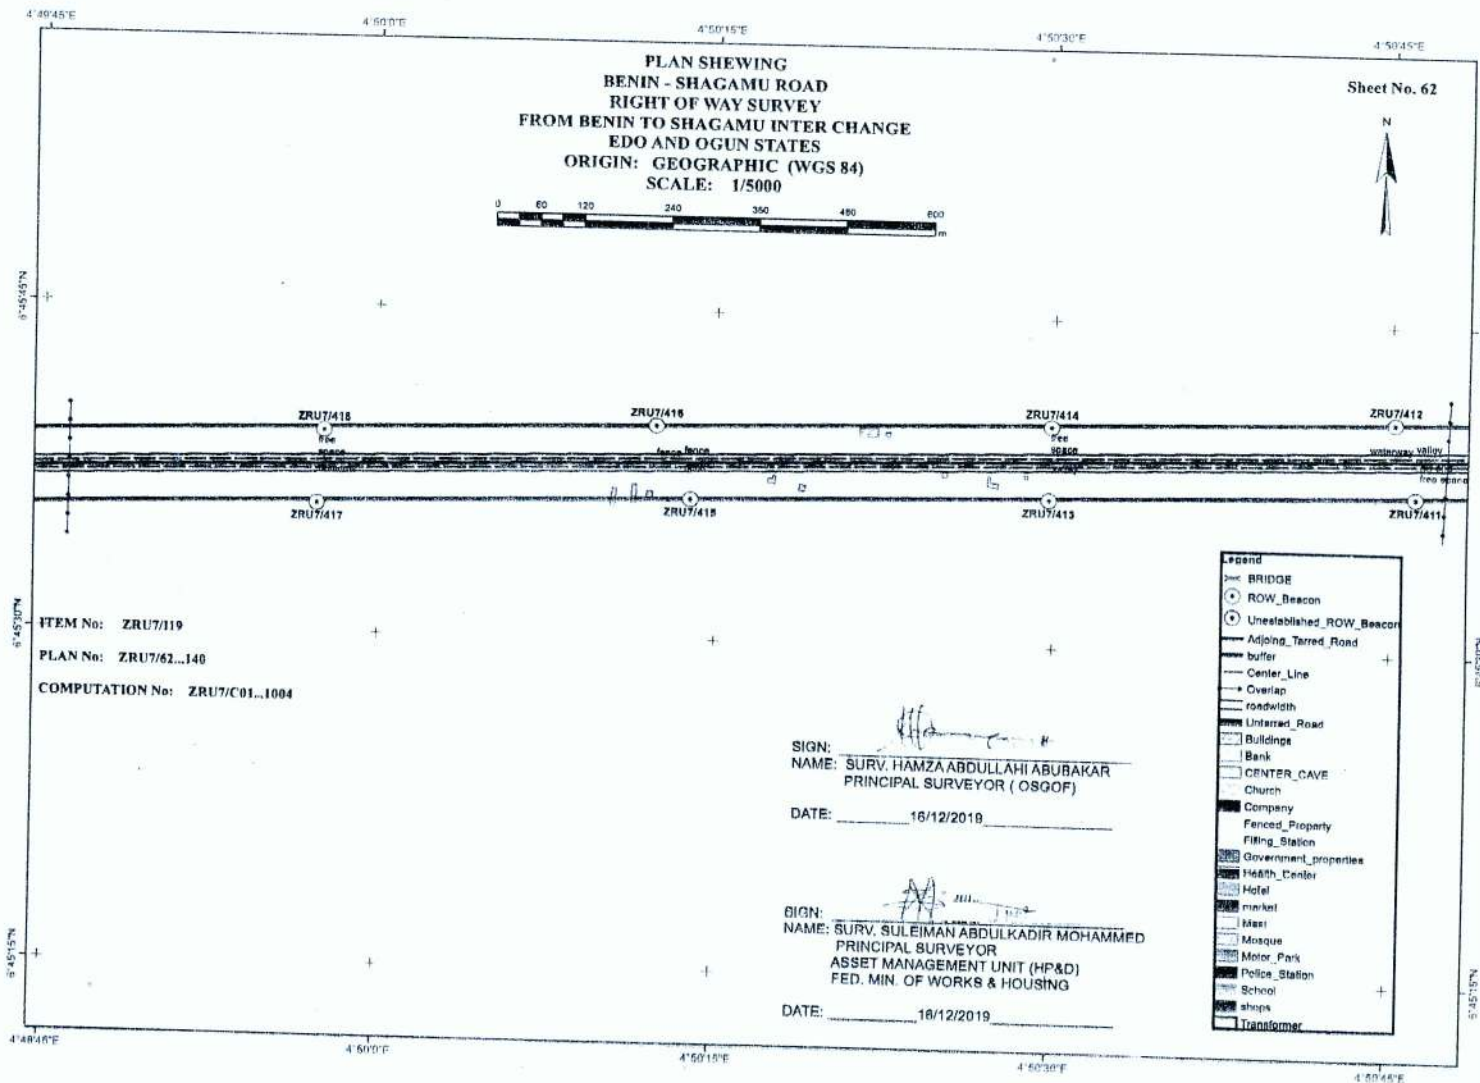 4°49'45"E
4°50'0"E
4°50'15"E
4°50'30"E
4°50'45"E
PLAN SHEWING
BENIN - SHAGAMU ROAD
RIGHT OF WAY SURVEY
FROM BENIN TO SHAGAMU INTER CHANGE
EDO AND OGUN STATES
ORIGIN: GEOGRAPHIC (WGS 84)
SCALE: 1/5000
Sheet No. 62
N
0 60 120 240 360 480 600
m
6°45'45"N
ZRU7/418
ZRU7/416
ZRU7/414
ZRU7/412
free
space
fence fence
free
space
waterway valley
free space
ZRU7/417
ZRU7/415
ZRU7/413
ZRU7/411
6°45'30"N
ITEM No: ZRU7/119
PLAN No: ZRU7/62...140
COMPUTATION No: ZRU7/C01...1004
Legend
BRIDGE
ROW_Beacon
Unestablished_ROW_Beacon
Adjoing_Tarred_Road
buffer
Center_Line
Overlap
roadwidth
Untarred_Road
Buildings
Bank
CENTER_CAVE
Church
Company
Fenced_Property
Filling_Station
Government_properties
Health_Center
Hotel
market
Mast
Mosque
Motor_Park
Police_Station
School
shops
Transformer
SIGN:
NAME: SURV. HAMZA ABDULLAHI ABUBAKAR
PRINCIPAL SURVEYOR ( OSGOF)
DATE: 16/12/2019
SIGN:
NAME: SURV. SULEIMAN ABDULKADIR MOHAMMED
PRINCIPAL SURVEYOR
ASSET MANAGEMENT UNIT (HP&D)
FED. MIN. OF WORKS & HOUSING
DATE: 16/12/2019
6°45'15"N
6°45'15"N
4°49'45"E
4°50'0"E
4°50'15"E
4°50'30"E
4°50'45"E